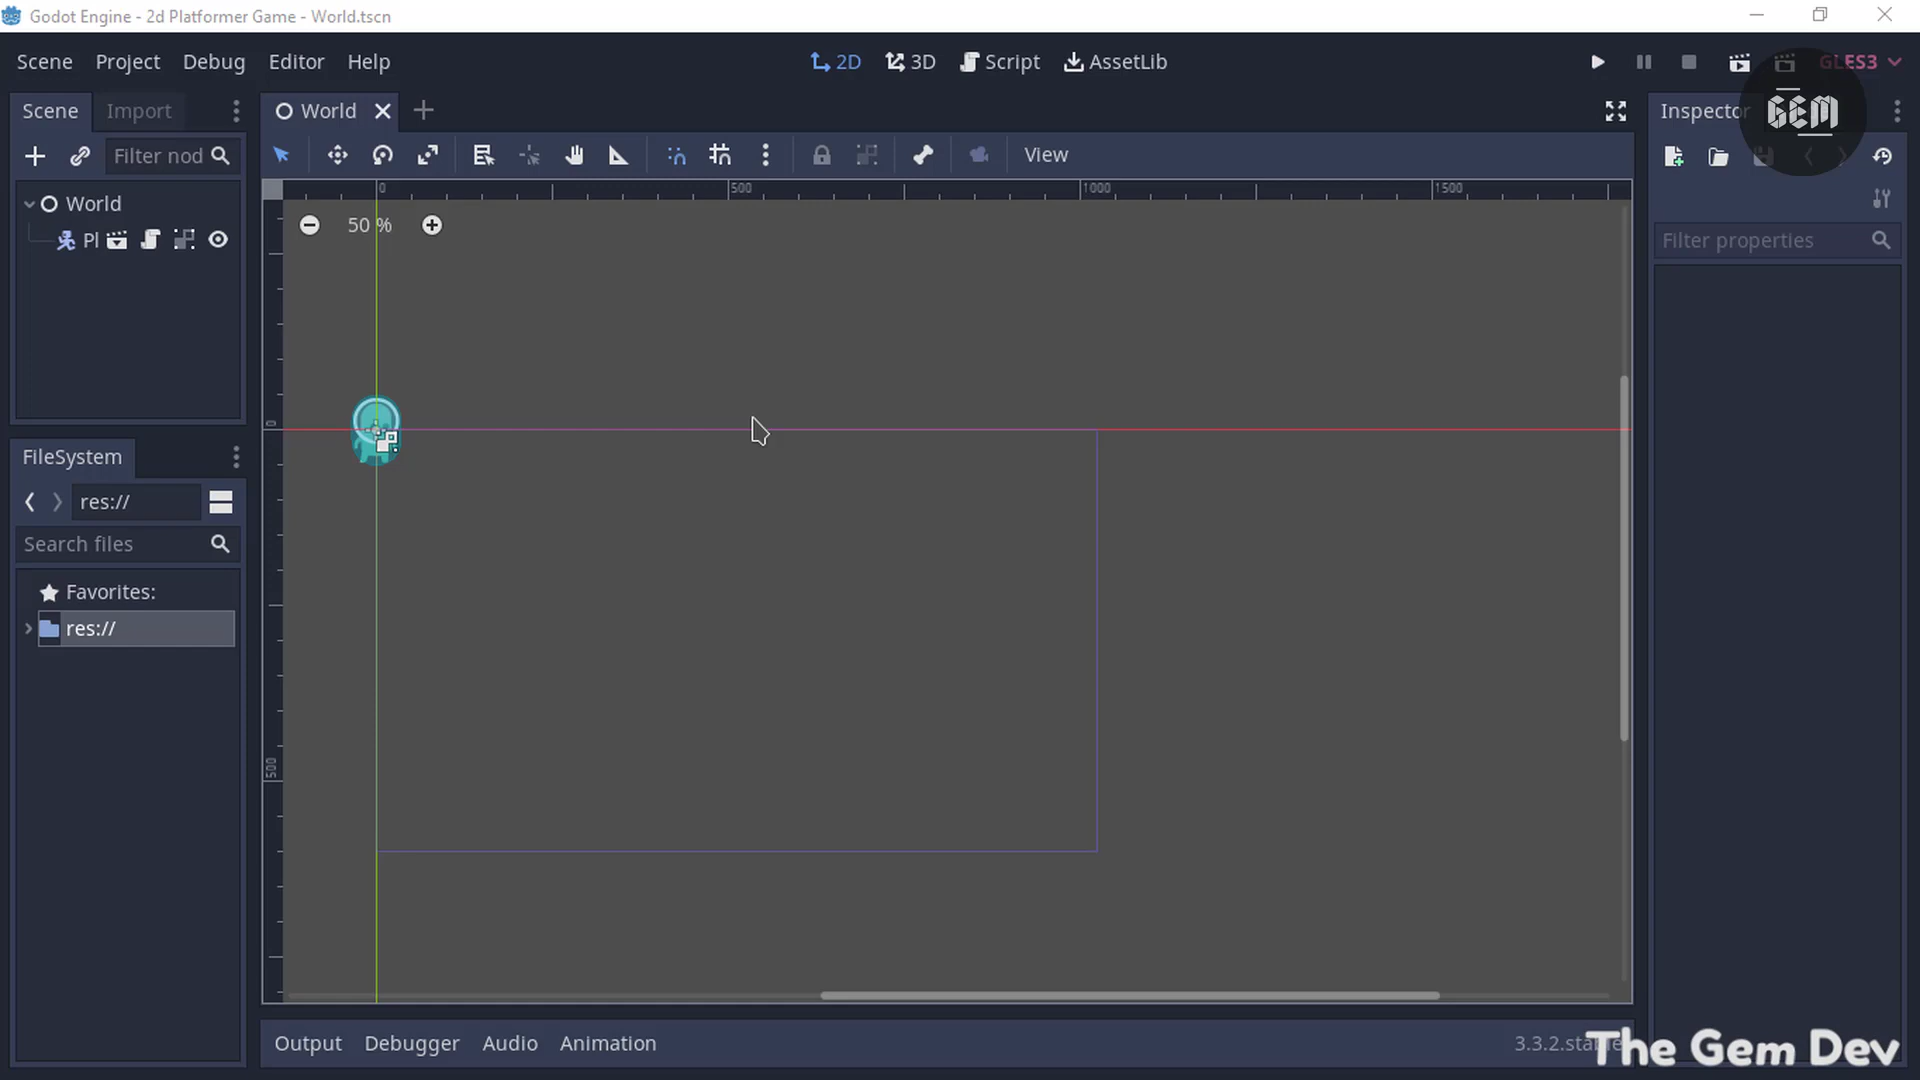 Godot Engine - 2d Platformer Game - World.tscn
Scene Project Debug Editor Help
2D 3D Script AssetLib
GLES3
Scene Import
World
Inspector
GEM
Filter nod
View
0 500 1000 1500
World
50 %
Pl
Filter properties
0
FileSystem
res://
Search files
Favorites:
res://
500
Output Debugger Audio Animation
3.3.2.stable
The Gem Dev